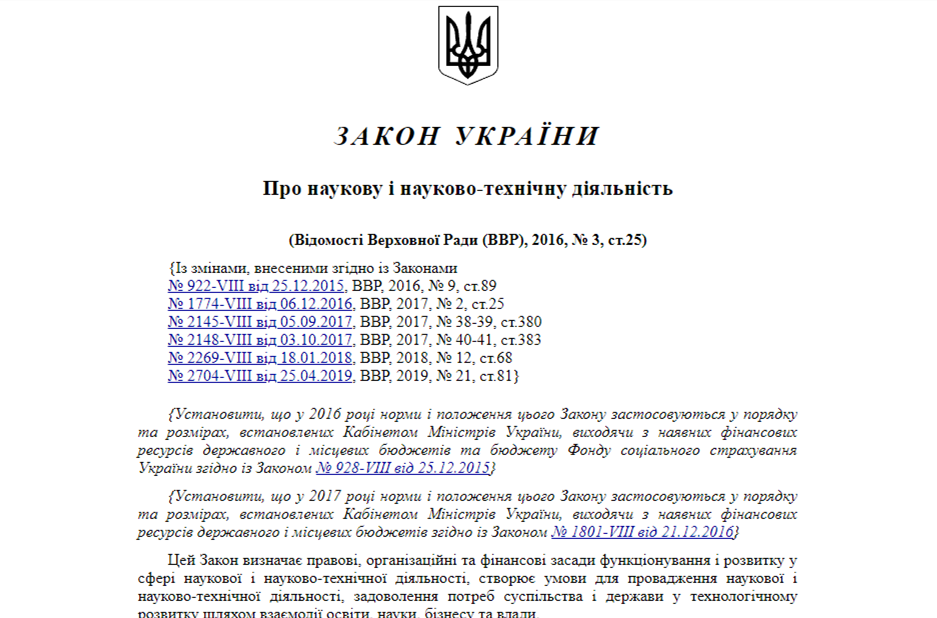 ЗАКОН УКРАЇНИ
Про наукову і науково-технічну діяльність
(Відомості Верховної Ради (ВВР), 2016, № 3, ст.25)
{Із змінами, внесеними згідно із Законами
№ 922-VIII від 25.12.2015, ВВР, 2016, № 9, ст.89
№ 1774-VIII від 06.12.2016, ВВР, 2017, № 2, ст.25
№ 2145-VIII від 05.09.2017, ВВР, 2017, № 38-39, ст.380
№ 2148-VIII від 03.10.2017, ВВР, 2017, № 40-41, ст.383
№ 2269-VIII від 18.01.2018, ВВР, 2018, № 12, ст.68
№ 2704-VIII від 25.04.2019, ВВР, 2019, № 21, ст.81}
{Установити, що у 2016 році норми і положення цього Закону застосовуються у порядку
та розмірах, встановлених Кабінетом Міністрів України, виходячи з наявних фінансових
ресурсів державного і місцевих бюджетів та бюджету Фонду соціального страхування
України згідно із Законом № 928-VIII від 25.12.2015}
{Установити, що у 2017 році норми і положення цього Закону застосовуються у порядку
та розмірах, встановлених Кабінетом Міністрів України, виходячи з наявних фінансових
ресурсів державного і місцевих бюджетів згідно із Законом № 1801-VIII від 21.12.2016}
Цей Закон визначає правові, організаційні та фінансові засади функціонування і розвитку у
сфері наукової і науково-технічної діяльності, створює умови для провадження наукової і
науково-технічної діяльності, задоволення потреб суспільства і держави у технологічному
розвитку шляхом взаємодії освіти, науки, бізнесу та влади.